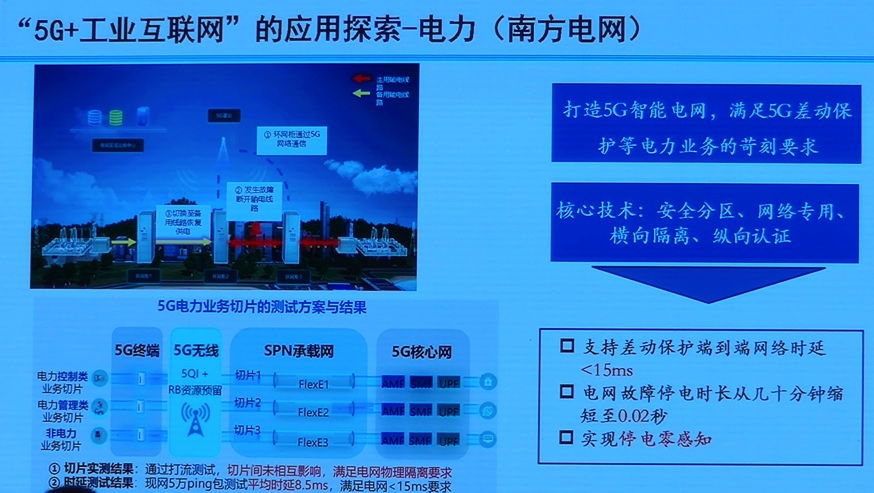 “5G+工业互联网”的应用探索-电力（南方电网）
主用输电线
路
备用输电线
路
① 环网柜通过5G
网络通信
② 发生故障
断开输电线
路
③切换至备
用线路恢复
供电
打造5G智能电网，满足5G差动保
护等电力业务的苛刻要求
核心技术：安全分区、网络专用、
横向隔离、纵向认证
支持差动保护端到端网络时延
<15ms
电网故障停电时长从几十分钟缩
短至0.02秒
实现停电零感知
5G电力业务切片的测试方案与结果
5G终端
5G无线
SPN承载网
5G核心网
5QI +
RB资源预留
电力控制类
业务切片
切片1
FlexE1
AMF SMF UPF
电力管理类
业务切片
切片2
FlexE2
AMF SMF UPF
非电力
业务切片
切片3
FlexE3
AMF SMF UPF
① 切片实测结果：通过打流测试，切片间未相互影响，满足电网物理隔离要求
② 时延测试结果：现网5万ping包测试平均时延8.5ms，满足电网<15ms要求